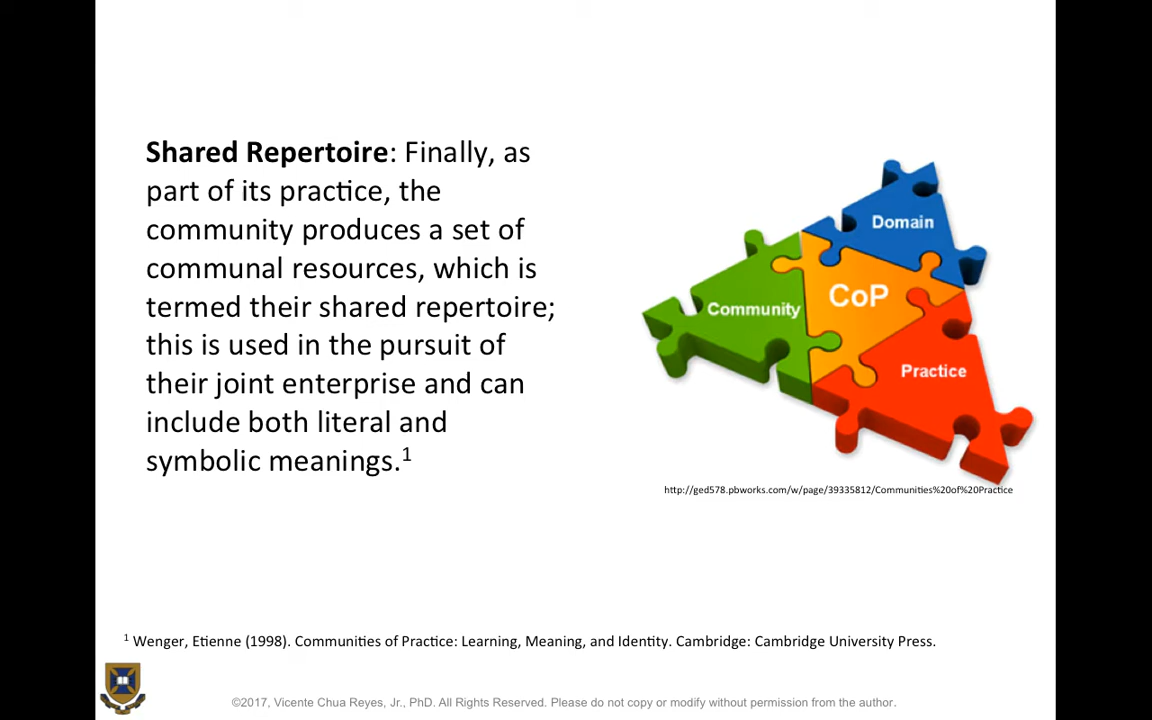 Shared Repertoire: Finally, as
part of its practice, the
community produces a set of
communal resources, which is
termed their shared repertoire;
this is used in the pursuit of
their joint enterprise and can
include both literal and
symbolic meanings.1
Domain
CoP
Community
Practice
http://ged578.pbworks.com/w/page/39335812/Communities%20of%20Practice
1 Wenger, Etienne (1998). Communities of Practice: Learning, Meaning, and Identity. Cambridge: Cambridge University Press.
©2017, Vicente Chua Reyes, Jr., PhD. All Rights Reserved. Please do not copy or modify without permission from the author.